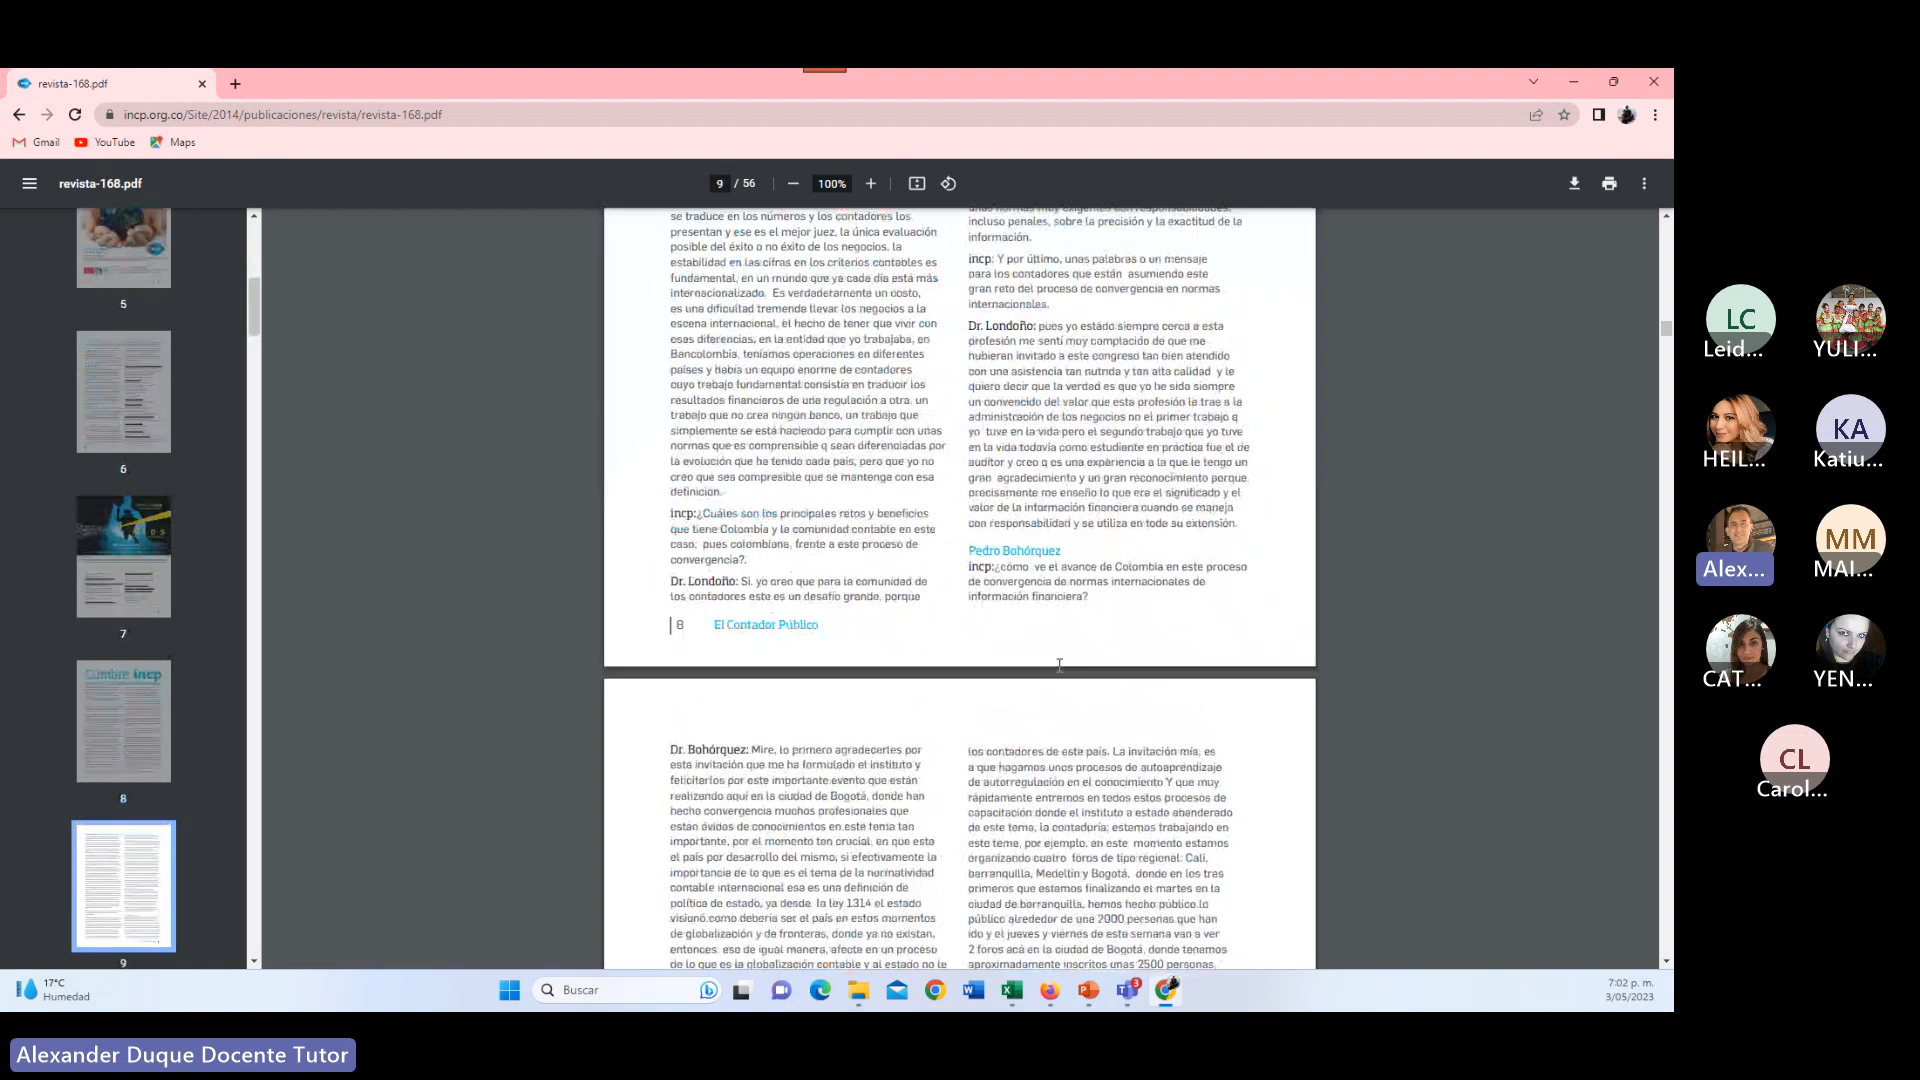 revista-168.pdf
incp.org.co/Site/2014/publicaciones/revista/revista-168.pdf
Gmail
YouTube
Maps
revista-168.pdf
9 / 56
100%
5
6
7
Cumbre incp
8
9
se traduce en los números y los contadores los
presentan y ese es el mejor juez, la única evaluación
posible del éxito o no éxito de los negocios. la
estabilidad en las cifras en los criterios contables es
fundamental, en un mundo que ya cada día está más
internacionalizado. Es verdaderamente un costo,
es una dificultad tremenda llevar los negocios a la
escena internacional. el hecho de tener que vivir con
esas diferencias, en la entidad que yo trabajaba, en
Bancolombia, teníamos operaciones en diferentes
países y había un equipo enorme de contadores
cuyo trabajo fundamental consistía en traducir los
resultados financieros de una regulación a otra. un
trabajo que no crea ningún banco, un trabajo que
simplemente se está haciendo para cumplir con unas
normas que es comprensible q sean diferenciadas por
la evolución que ha tenido cada país, pero que yo no
creo que sea compresible que se mantenga con esa
definición.
incp:¿Cuáles son los principales retos y beneficios
que tiene Colombia y la comunidad contable en este
caso, pues colombiana, frente a este proceso de
convergencia?.
Dr. Londoño: Si. yo creo que para la comunidad de
los contadores este es un desafío grande, porque
8 El Contador Público
unas normas muy exigentes con responsabilidades,
incluso penales, sobre la precisión y la exactitud de la
información.
incp: Y por último, unas palabras o un mensaje
para los contadores que están asumiendo este
gran reto del proceso de convergencia en normas
internacionales.
Dr. Londoño: pues yo estado siempre cerca a esta
profesión me sentí muy complacido de que me
hubieran invitado a este congreso tan bien atendido
con una asistencia tan nutrida y tan alta calidad y le
quiero decir que la verdad es que yo he sido siempre
un convencido del valor que esta profesión le trae a la
administración de los negocios no el primer trabajo q
yo tuve en la vida pero el segundo trabajo que yo tuve
en la vida todavía como estudiante en práctica fue el de
auditor y creo q es una experiencia a la que le tengo un
gran agradecimiento y un gran reconocimiento porque
precisamente me enseño lo que era el significado y el
valor de la información financiera cuando se maneja
con responsabilidad y se utiliza en toda su extensión.
Pedro Bohórquez
incp:¿cómo ve el avance de Colombia en este proceso
de convergencia de normas internacionales de
información financiera?
Dr. Bohórquez: Mire, lo primero agradecerles por
esta invitación que me ha formulado el instituto y
felicitarlos por este importante evento que están
realizando aquí en la ciudad de Bogotá, donde han
hecho convergencia muchos profesionales que
están ávidos de conocimientos en este tema tan
importante, por el momento tan crucial, en que esta
el país por desarrollo del mismo, si efectivamente la
importancia de lo que es el tema de la normatividad
contable internacional esa es una definición de
política de estado, ya desde la ley 1314 el estado
visionó como debería ser el país en estos momentos
de globalización y de fronteras, donde ya no existan,
entonces eso de igual manera, afecta en un proceso
de lo que es la globalización contable y al estado no le
los contadores de este país. La invitación mía, es
a que hagamos unos procesos de autoaprendizaje
de autorregulación en el conocimiento Y que muy
rápidamente entremos en todos estos procesos de
capacitación donde el instituto a estado abanderado
de este tema, la contaduría; estamos trabajando en
este tema, por ejemplo, en este momento estamos
organizando cuatro foros de tipo regional: Cali,
barranquilla, Medellín y Bogotá, donde en los tres
primeros que estamos finalizando el martes en la
ciudad de barranquilla, hemos hecho público lo
público alrededor de una 2000 personas que han
ido y el jueves y viernes de esta semana van a ver
2 foros acá en la ciudad de Bogotá, donde tenemos
aproximadamente inscritos unas 2500 personas,
LC
Leid...
YULI...
HEIL...
KA
Katiu...
Alex...
MM
MAI...
CAT...
YEN...
CL
Carol...
17°C
Humedad
Buscar
3
7:02 p. m.
3/05/2023
Alexander Duque Docente Tutor